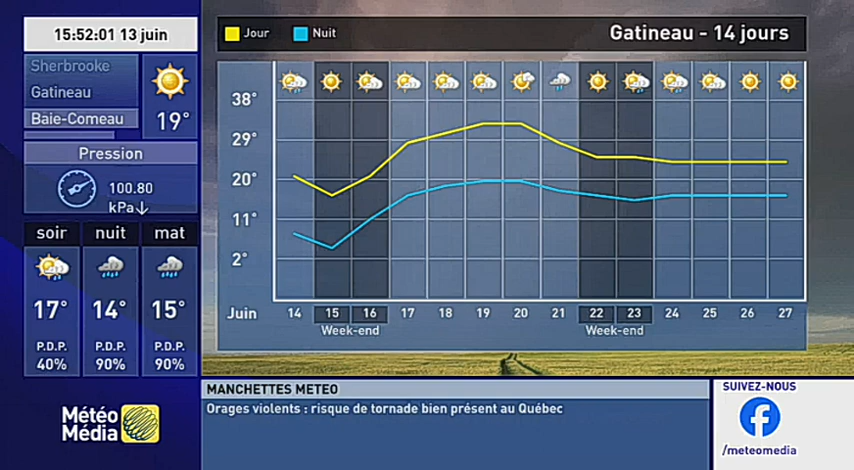 15:52:01 13 juin
Sherbrooke
Gatineau
Baie-Comeau
19°
Pression
100.80
kPa↓
soir nuit mat
17° 14° 15°
P.D.P. P.D.P. P.D.P.
40% 90% 90%
Météo
Média
Jour Nuit
Gatineau - 14 jours
38°
29°
20°
11°
2°
Juin 14 15 16 17 18 19 20 21 22 23 24 25 26 27
Week-end Week-end
MANCHETTES METEO
Orages violents : risque de tornade bien présent au Québec
SUIVEZ-NOUS
/meteomedia